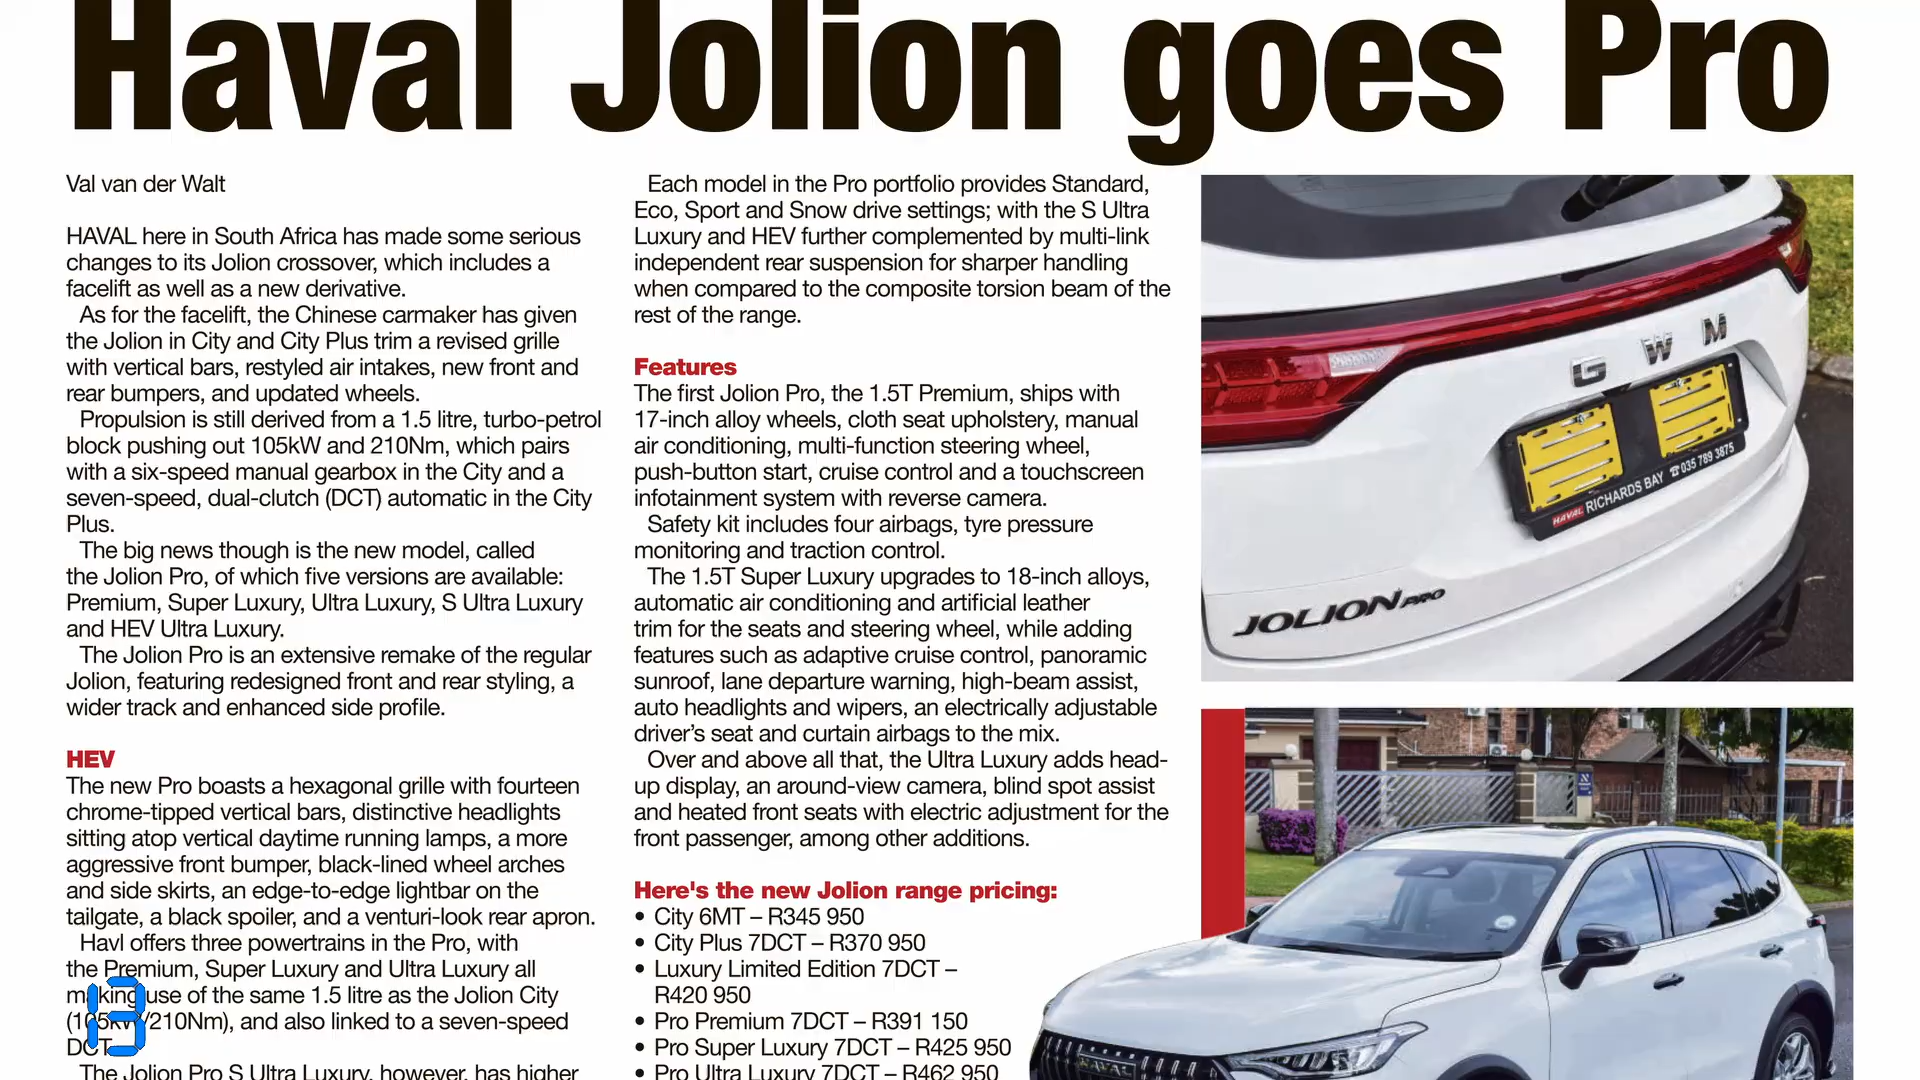 Haval Jolion goes Pro
Val van der Walt
HAVAL here in South Africa has made some serious
changes to its Jolion crossover, which includes a
facelift as well as a new derivative.
As for the facelift, the Chinese carmaker has given
the Jolion in City and City Plus trim a revised grille
with vertical bars, restyled air intakes, new front and
rear bumpers, and updated wheels.
Propulsion is still derived from a 1.5 litre, turbo-petrol
block pushing out 105kW and 210Nm, which pairs
with a six-speed manual gearbox in the City and a
seven-speed, dual-clutch (DCT) automatic in the City
Plus.
The big news though is the new model, called
the Jolion Pro, of which five versions are available:
Premium, Super Luxury, Ultra Luxury, S Ultra Luxury
and HEV Ultra Luxury.
The Jolion Pro is an extensive remake of the regular
Jolion, featuring redesigned front and rear styling, a
wider track and enhanced side profile.
HEV
The new Pro boasts a hexagonal grille with fourteen
chrome-tipped vertical bars, distinctive headlights
sitting atop vertical daytime running lamps, a more
aggressive front bumper, black-lined wheel arches
and side skirts, an edge-to-edge lightbar on the
tailgate, a black spoiler, and a venturi-look rear apron.
Havl offers three powertrains in the Pro, with
the Premium, Super Luxury and Ultra Luxury all
making use of the same 1.5 litre as the Jolion City
(105kW/210Nm), and also linked to a seven-speed
DCT.
The Jolion Pro S Ultra Luxury, however, has higher
13
Each model in the Pro portfolio provides Standard,
Eco, Sport and Snow drive settings; with the S Ultra
Luxury and HEV further complemented by multi-link
independent rear suspension for sharper handling
when compared to the composite torsion beam of the
rest of the range.
Features
The first Jolion Pro, the 1.5T Premium, ships with
17-inch alloy wheels, cloth seat upholstery, manual
air conditioning, multi-function steering wheel,
push-button start, cruise control and a touchscreen
infotainment system with reverse camera.
Safety kit includes four airbags, tyre pressure
monitoring and traction control.
The 1.5T Super Luxury upgrades to 18-inch alloys,
automatic air conditioning and artificial leather
trim for the seats and steering wheel, while adding
features such as adaptive cruise control, panoramic
sunroof, lane departure warning, high-beam assist,
auto headlights and wipers, an electrically adjustable
driver's seat and curtain airbags to the mix.
Over and above all that, the Ultra Luxury adds head-
up display, an around-view camera, blind spot assist
and heated front seats with electric adjustment for the
front passenger, among other additions.
Here's the new Jolion range pricing:
• City 6MT – R345 950
• City Plus 7DCT – R370 950
• Luxury Limited Edition 7DCT –
R420 950
• Pro Premium 7DCT – R391 150
• Pro Super Luxury 7DCT – R425 950
• Pro Ultra Luxury 7DCT – R462 950
GWM
HAVAL RICHARDS BAY ☎035 789 3875
JOLION PRO
HAVAL